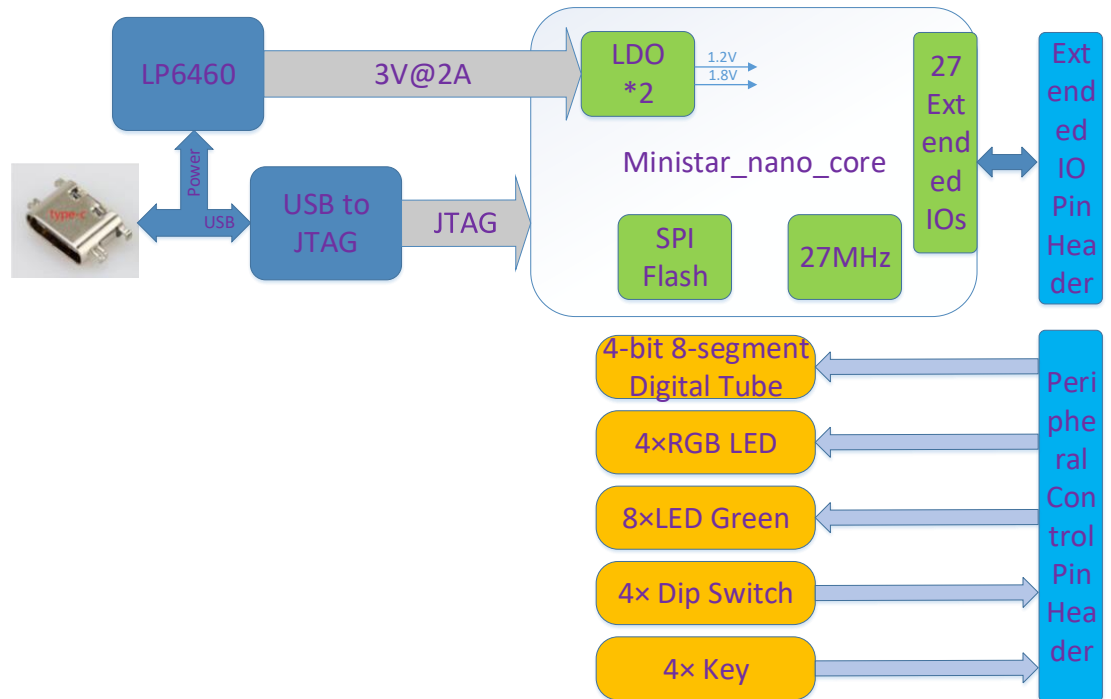 LP6460
3V@2A
LDO
*2
1.2V
1.8V
27
Ext
end
ed
IOs
Ext
end
ed
IO
Pin
Hea
der
Ministar_nano_core
Power
type-c
USB
USB to
JTAG
JTAG
SPI
Flash
27MHz
4-bit 8-segment
Digital Tube
4×RGB LED
8×LED Green
4× Dip Switch
4× Key
Peri
phe
ral
Con
trol
Pin
Hea
der